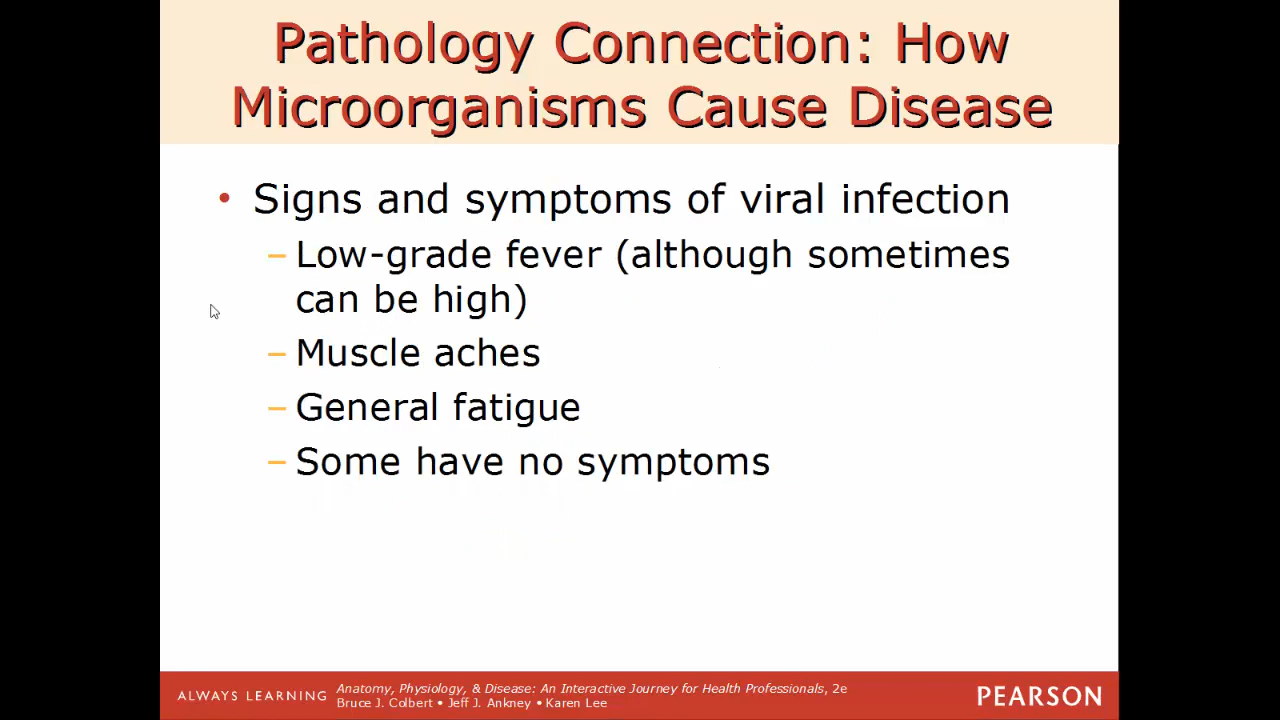 Pathology Connection: How
Microorganisms Cause Disease
• Signs and symptoms of viral infection
– Low-grade fever (although sometimes
can be high)
– Muscle aches
– General fatigue
– Some have no symptoms
ALWAYS LEARNING
Anatomy, Physiology, & Disease: An Interactive Journey for Health Professionals, 2e
Bruce J. Colbert • Jeff J. Ankney • Karen Lee
PEARSON